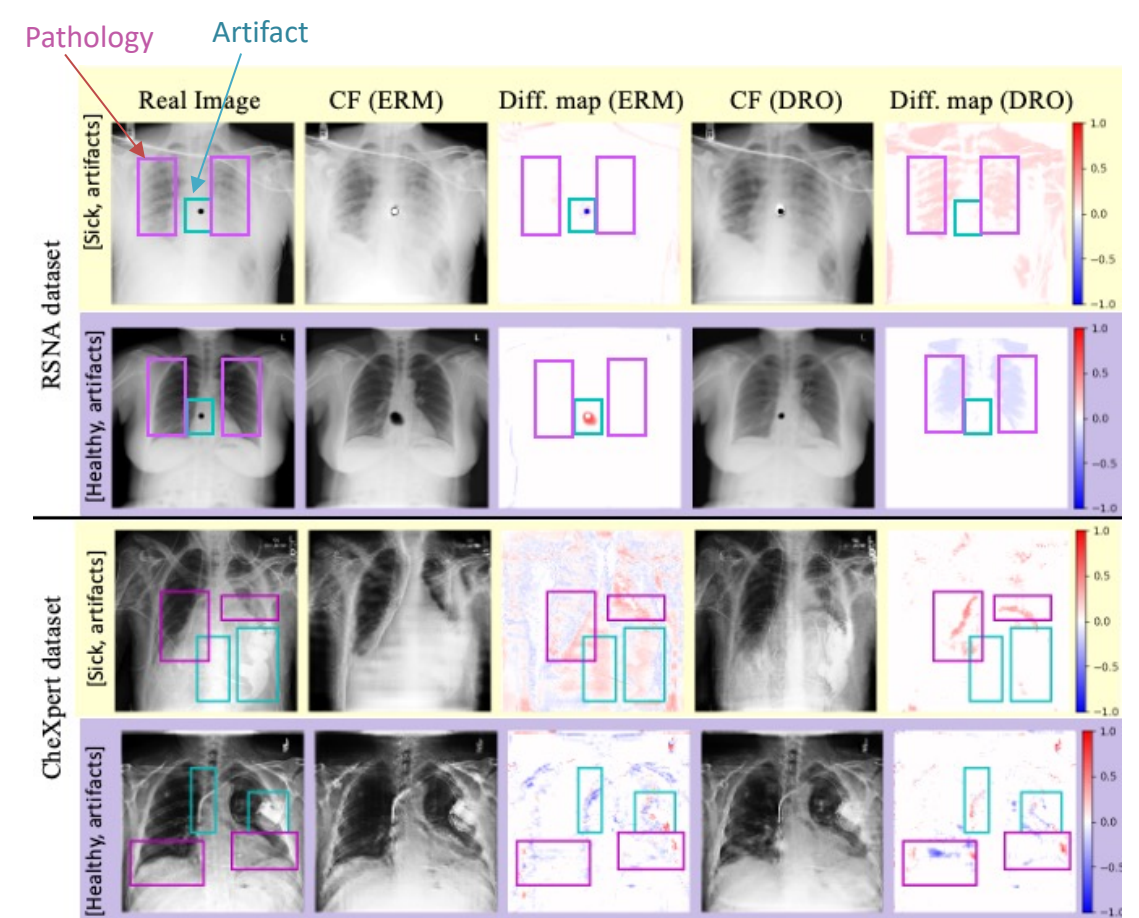 Pathology
Artifact
Real Image
CF (ERM)
Diff. map (ERM)
CF (DRO)
Diff. map (DRO)
RSNA dataset
[Sick, artifacts]
1.0
0.5
0.0
−0.5
−1.0
[Healthy, artifacts]
L
L
L
L
1.0
0.5
0.0
−0.5
−1.0
CheXpert dataset
[Sick, artifacts]
1.0
0.5
0.0
−0.5
−1.0
[Healthy, artifacts]
1.0
0.5
0.0
−0.5
−1.0